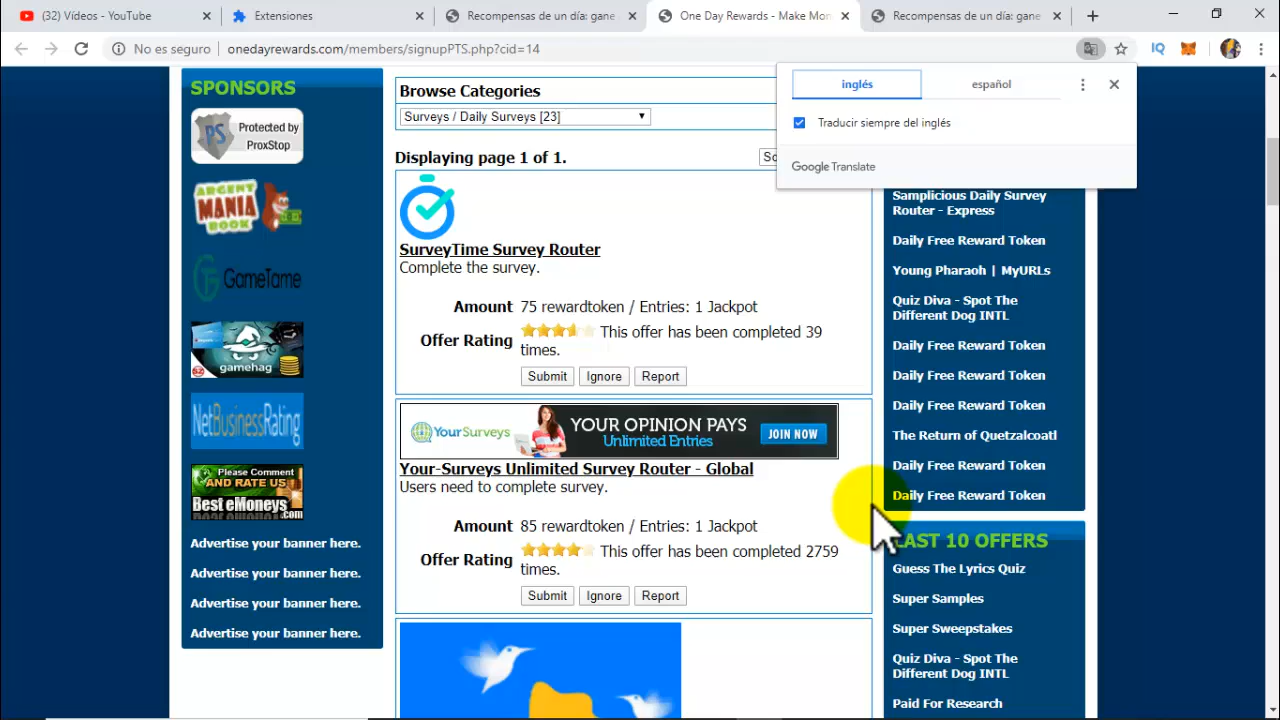 (32) Vídeos - YouTube
Extensiones
Recompensas de un día: gane
One Day Rewards - Make Mon
Recompensas de un día: gane
No es seguro
onedayrewards.com/members/signupPTS.php?cid=14
IQ
inglés
español
Traducir siempre del inglés
Google Translate
SPONSORS
PS
Protected by
ProxStop
ARGENT
MANIA
BOOK
GameTame
gamehag
NetBusinessRating
Please Comment
AND RATE US
Best eMoneys.com
Advertise your banner here.
Advertise your banner here.
Advertise your banner here.
Advertise your banner here.
Browse Categories
Surveys / Daily Surveys [23]
Displaying page 1 of 1.
So
SurveyTime Survey Router
Complete the survey.
Amount 75 rewardtoken / Entries: 1 Jackpot
Offer Rating This offer has been completed 39
times.
Submit Ignore Report
YourSurveys
YOUR OPINION PAYS
Unlimited Entries
JOIN NOW
Your-Surveys Unlimited Survey Router - Global
Users need to complete survey.
Amount 85 rewardtoken / Entries: 1 Jackpot
Offer Rating This offer has been completed 2759
times.
Submit Ignore Report
Samplicious Daily Survey
Router - Express
Daily Free Reward Token
Young Pharaoh | MyURLs
Quiz Diva - Spot The
Different Dog INTL
Daily Free Reward Token
Daily Free Reward Token
Daily Free Reward Token
The Return of Quetzalcoatl
Daily Free Reward Token
Daily Free Reward Token
LAST 10 OFFERS
Guess The Lyrics Quiz
Super Samples
Super Sweepstakes
Quiz Diva - Spot The
Different Dog INTL
Paid For Research